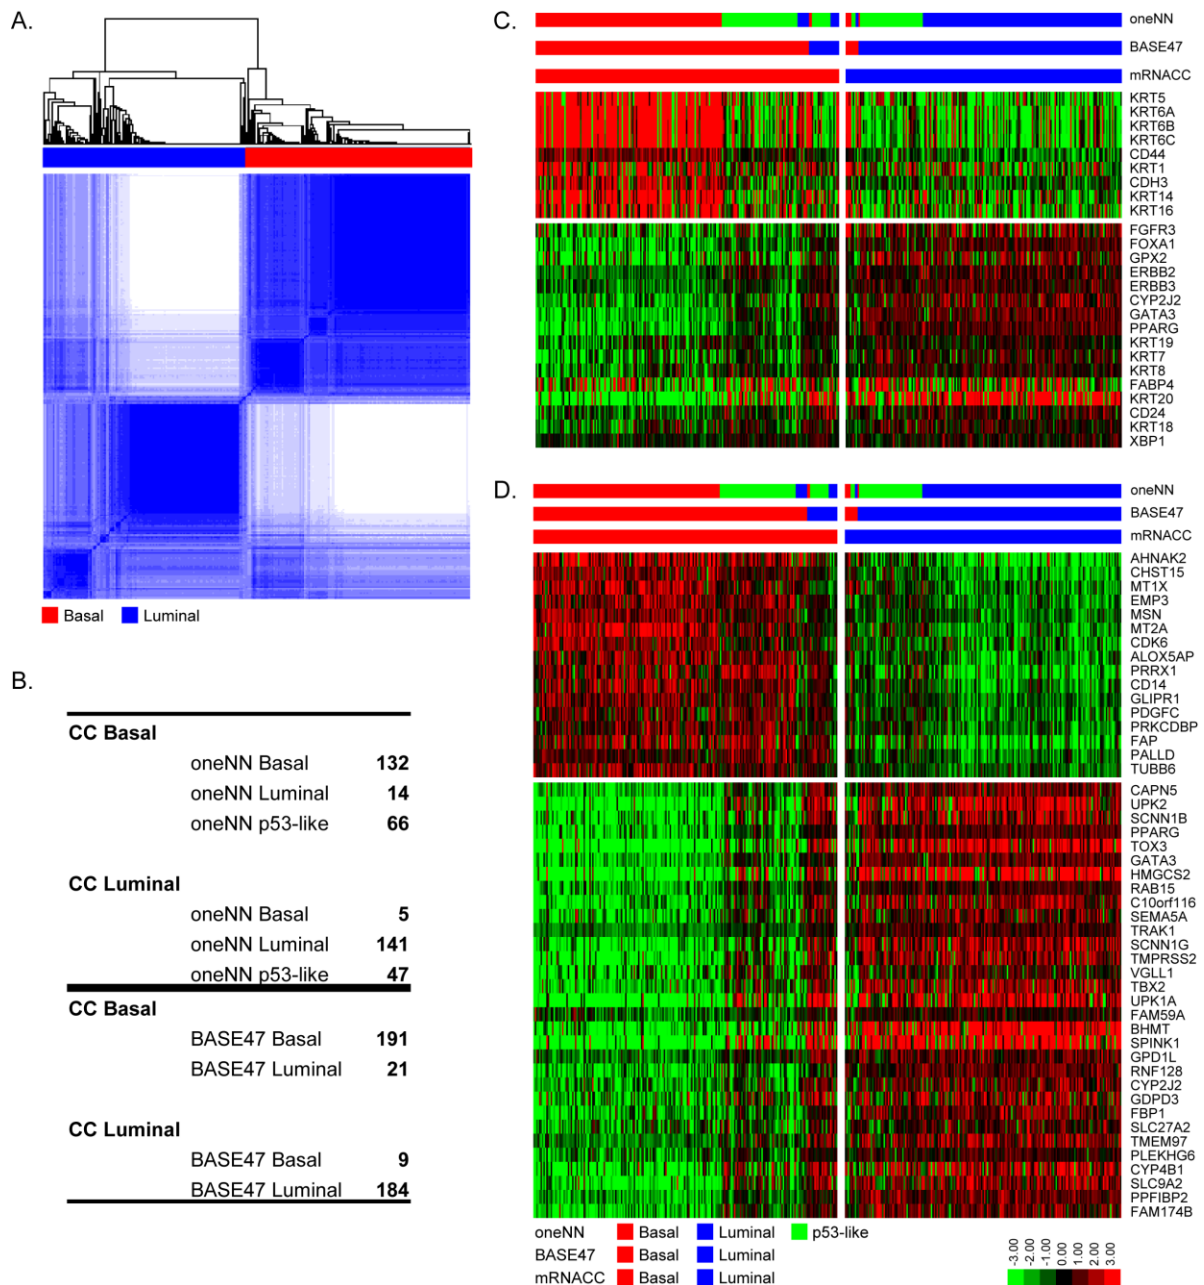 A.
Basal
Luminal
B.
CC Basal
oneNN Basal 132
oneNN Luminal 14
oneNN p53-like 66
CC Luminal
oneNN Basal 5
oneNN Luminal 141
oneNN p53-like 47
CC Basal
BASE47 Basal 191
BASE47 Luminal 21
CC Luminal
BASE47 Basal 9
BASE47 Luminal 184
C.
oneNN
BASE47
mRNACC
KRT5
KRT6A
KRT6B
KRT6C
CD44
KRT1
CDH3
KRT14
KRT16
FGFR3
FOXA1
GPX2
ERBB2
ERBB3
CYP2J2
GATA3
PPARG
KRT19
KRT7
KRT8
FABP4
KRT20
CD24
KRT18
XBP1
D.
oneNN
BASE47
mRNACC
AHNAK2
CHST15
MT1X
EMP3
MSN
MT2A
CDK6
ALOX5AP
PRRX1
CD14
GLIPR1
PDGFC
PRKCDBP
FAP
PALLD
TUBB6
CAPN5
UPK2
SCNN1B
PPARG
TOX3
GATA3
HMGCS2
RAB15
C10orf116
SEMA5A
TRAK1
SCNN1G
TMPRSS2
VGLL1
TBX2
UPK1A
FAM59A
BHMT
SPINK1
GPD1L
RNF128
CYP2J2
GDPD3
FBP1
SLC27A2
TMEM97
PLEKHG6
CYP4B1
SLC9A2
PPFIBP2
FAM174B
oneNN Basal Luminal p53-like
BASE47 Basal Luminal
mRNACC Basal Luminal
-3.00 -2.00 -1.00 0.00 1.00 2.00 3.00